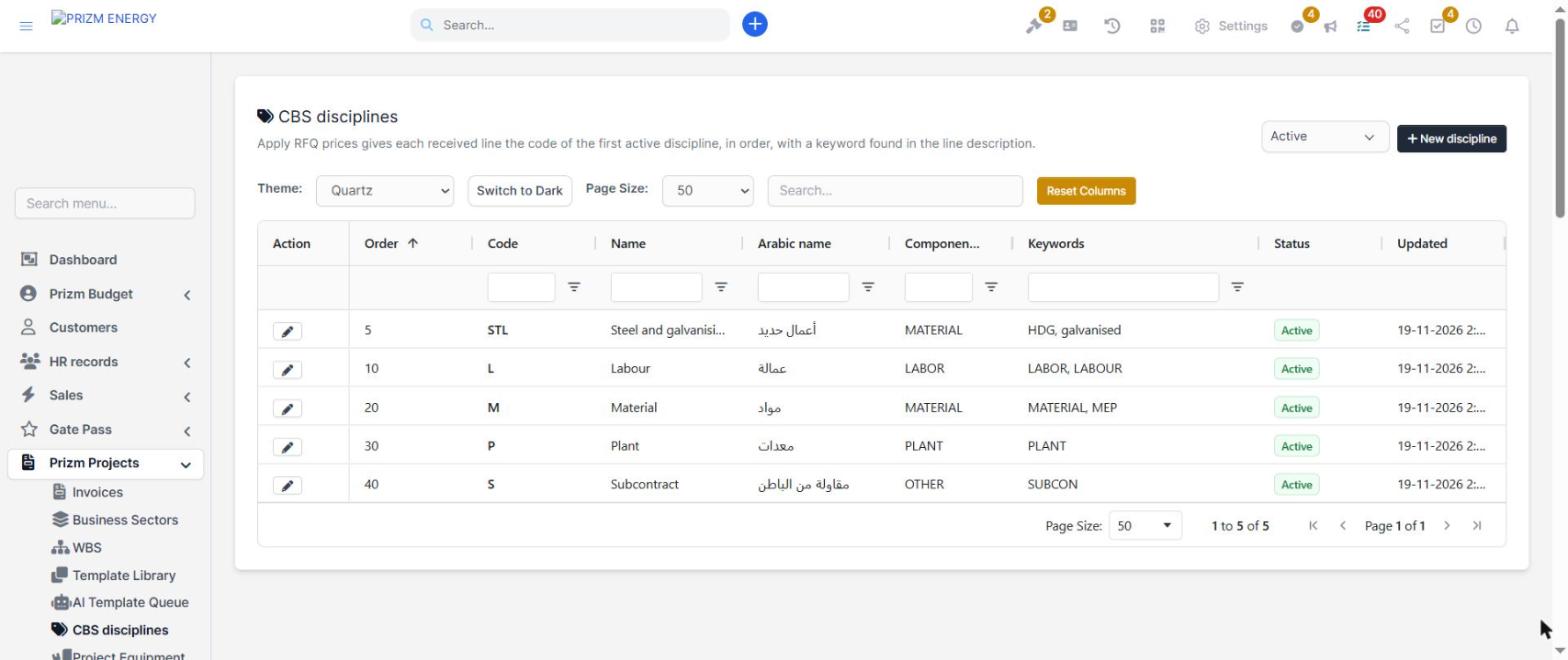 PRIZM ENERGY
Search...
2
Settings
4
40
4
Search menu...
Dashboard
Prizm Budget
Customers
HR records
Sales
Gate Pass
Prizm Projects
Invoices
Business Sectors
WBS
Template Library
AI Template Queue
CBS disciplines
Project Equipment
CBS disciplines
Apply RFQ prices gives each received line the code of the first active discipline, in order, with a keyword found in the line description.
Active
+ New discipline
Theme: Quartz Switch to Dark Page Size: 50 Search... Reset Columns
Action Order Code Name Arabic name Componen... Keywords Status Updated
5 STL Steel and galvanisi... أعمال حديد MATERIAL HDG, galvanised Active 19-11-2026 2:...
10 L Labour عمالة LABOR LABOR, LABOUR Active 19-11-2026 2:...
20 M Material مواد MATERIAL MATERIAL, MEP Active 19-11-2026 2:...
30 P Plant معدات PLANT PLANT Active 19-11-2026 2:...
40 S Subcontract مقاولة من الباطن OTHER SUBCON Active 19-11-2026 2:...
Page Size: 50 1 to 5 of 5 Page 1 of 1